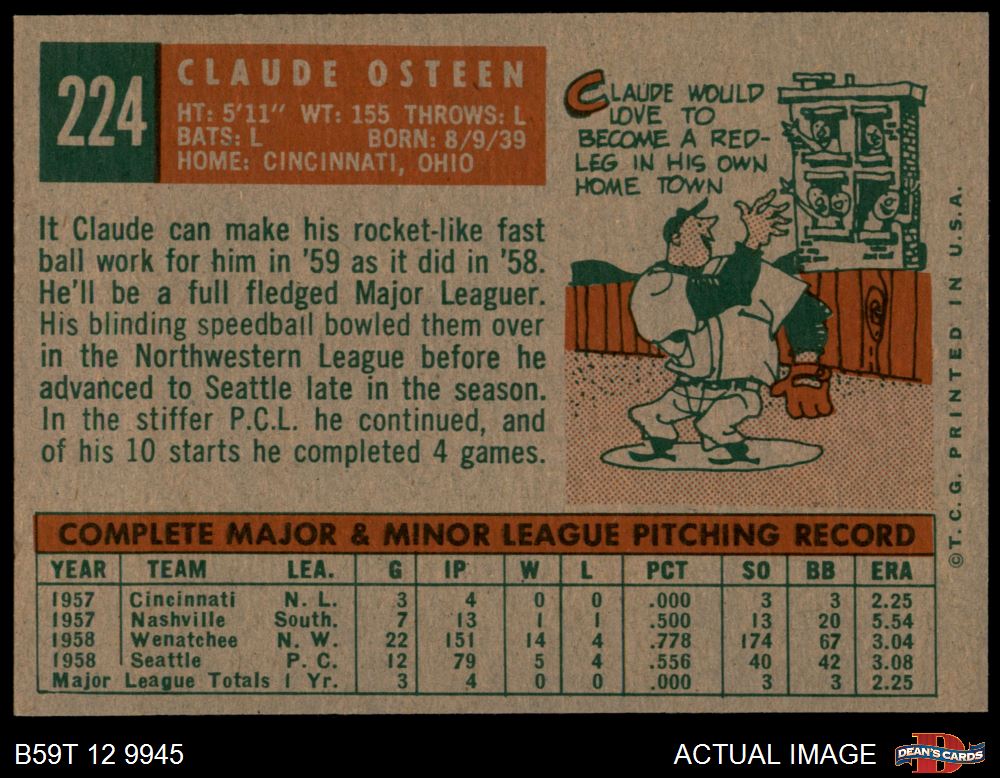 224
CLAUDE OSTEEN
HT: 5'11" WT: 155 THROWS: L
BATS: L BORN: 8/9/39
HOME: CINCINNATI, OHIO
CLAUDE WOULD
LOVE TO
BECOME A RED-
LEG IN HIS OWN
HOME TOWN
It Claude can make his rocket-like fast
ball work for him in '59 as it did in '58.
He'll be a full fledged Major Leaguer.
His blinding speedball bowled them over
in the Northwestern League before he
advanced to Seattle late in the season.
In the stiffer P.C.L. he continued, and
of his 10 starts he completed 4 games.
©T.C.G. PRINTED IN U.S.A.
COMPLETE MAJOR & MINOR LEAGUE PITCHING RECORD
YEAR TEAM LEA. G IP W L PCT SO BB ERA
1957 Cincinnati N. L. 3 4 0 0 .000 3 3 2.25
1957 Nashville South. 7 13 1 1 .500 13 20 5.54
1958 Wenatchee N. W. 22 151 14 4 .778 174 67 3.04
1958 Seattle P. C. 12 79 5 4 .556 40 42 3.08
Major League Totals 1 Yr. 3 4 0 0 .000 3 3 2.25
B59T 12 9945
ACTUAL IMAGE
D
DEAN'S CARDS